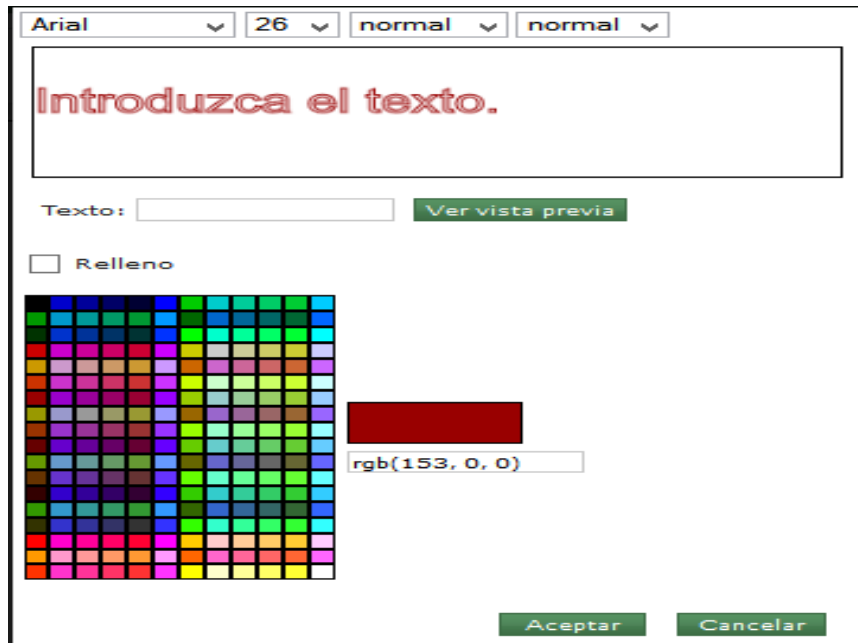 Arial 26 normal normal
Introduzca el texto.
Texto: Ver vista previa
Relleno
rgb(153, 0, 0)
Aceptar Cancelar